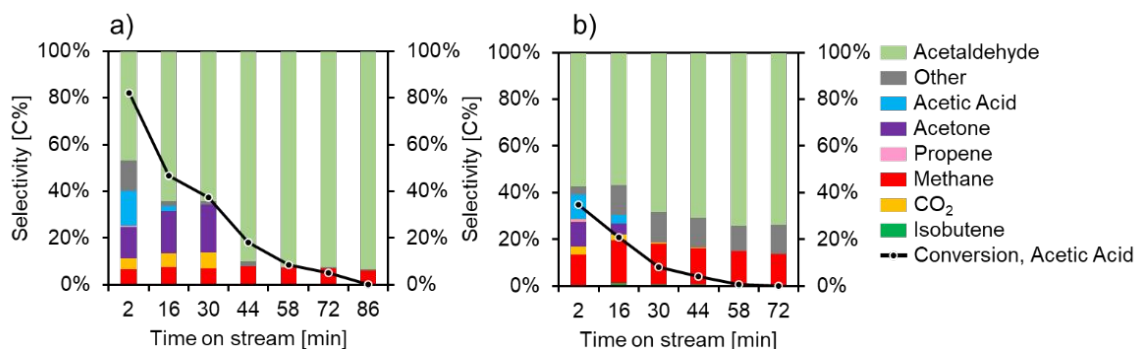 a)
Selectivity [C%]
100%
80%
60%
40%
20%
0%
100%
80%
60%
40%
20%
0%
2 16 30 44 58 72 86
Time on stream [min]
b)
Selectivity [C%]
100%
80%
60%
40%
20%
0%
100%
80%
60%
40%
20%
0%
2 16 30 44 58 72
Time on stream [min]
Acetaldehyde
Other
Acetic Acid
Acetone
Propene
Methane
CO₂
Isobutene
Conversion, Acetic Acid